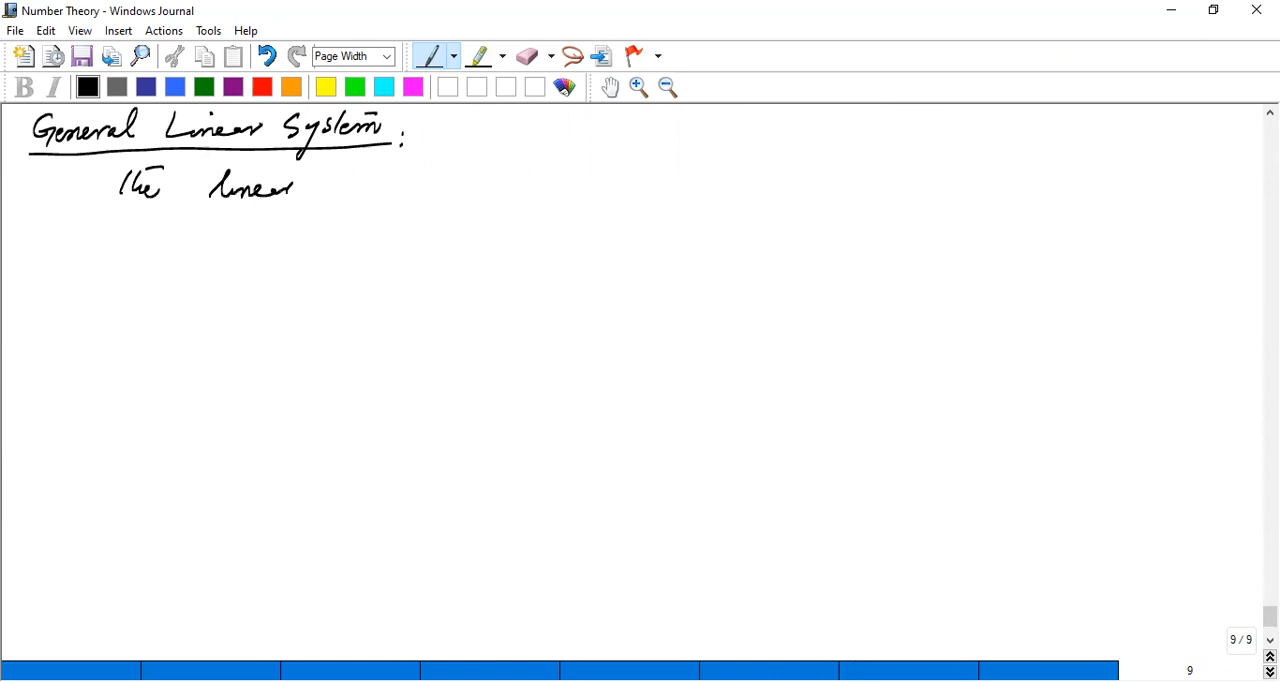 Number Theory - Windows Journal
File Edit View Insert Actions Tools Help
Page Width
B I
General Linear System:
The linear
9 / 9
9